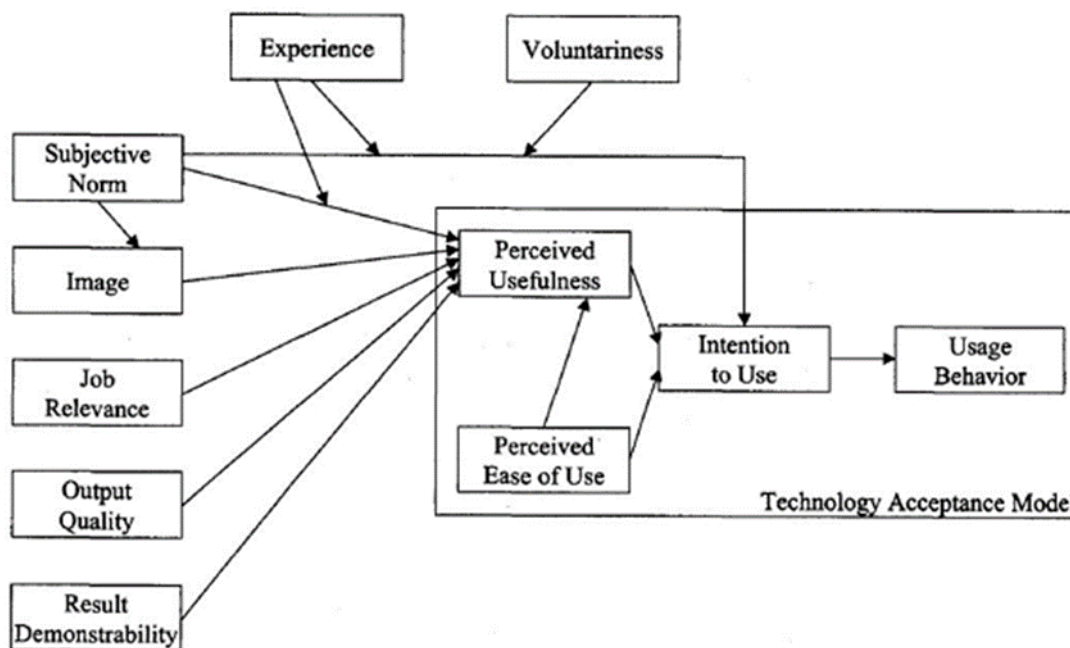 Experience
Voluntariness
Subjective
Norm
Image
Job
Relevance
Output
Quality
Result
Demonstrability
Perceived
Usefulness
Perceived
Ease of Use
Intention
to Use
Usage
Behavior
Technology Acceptance Mode